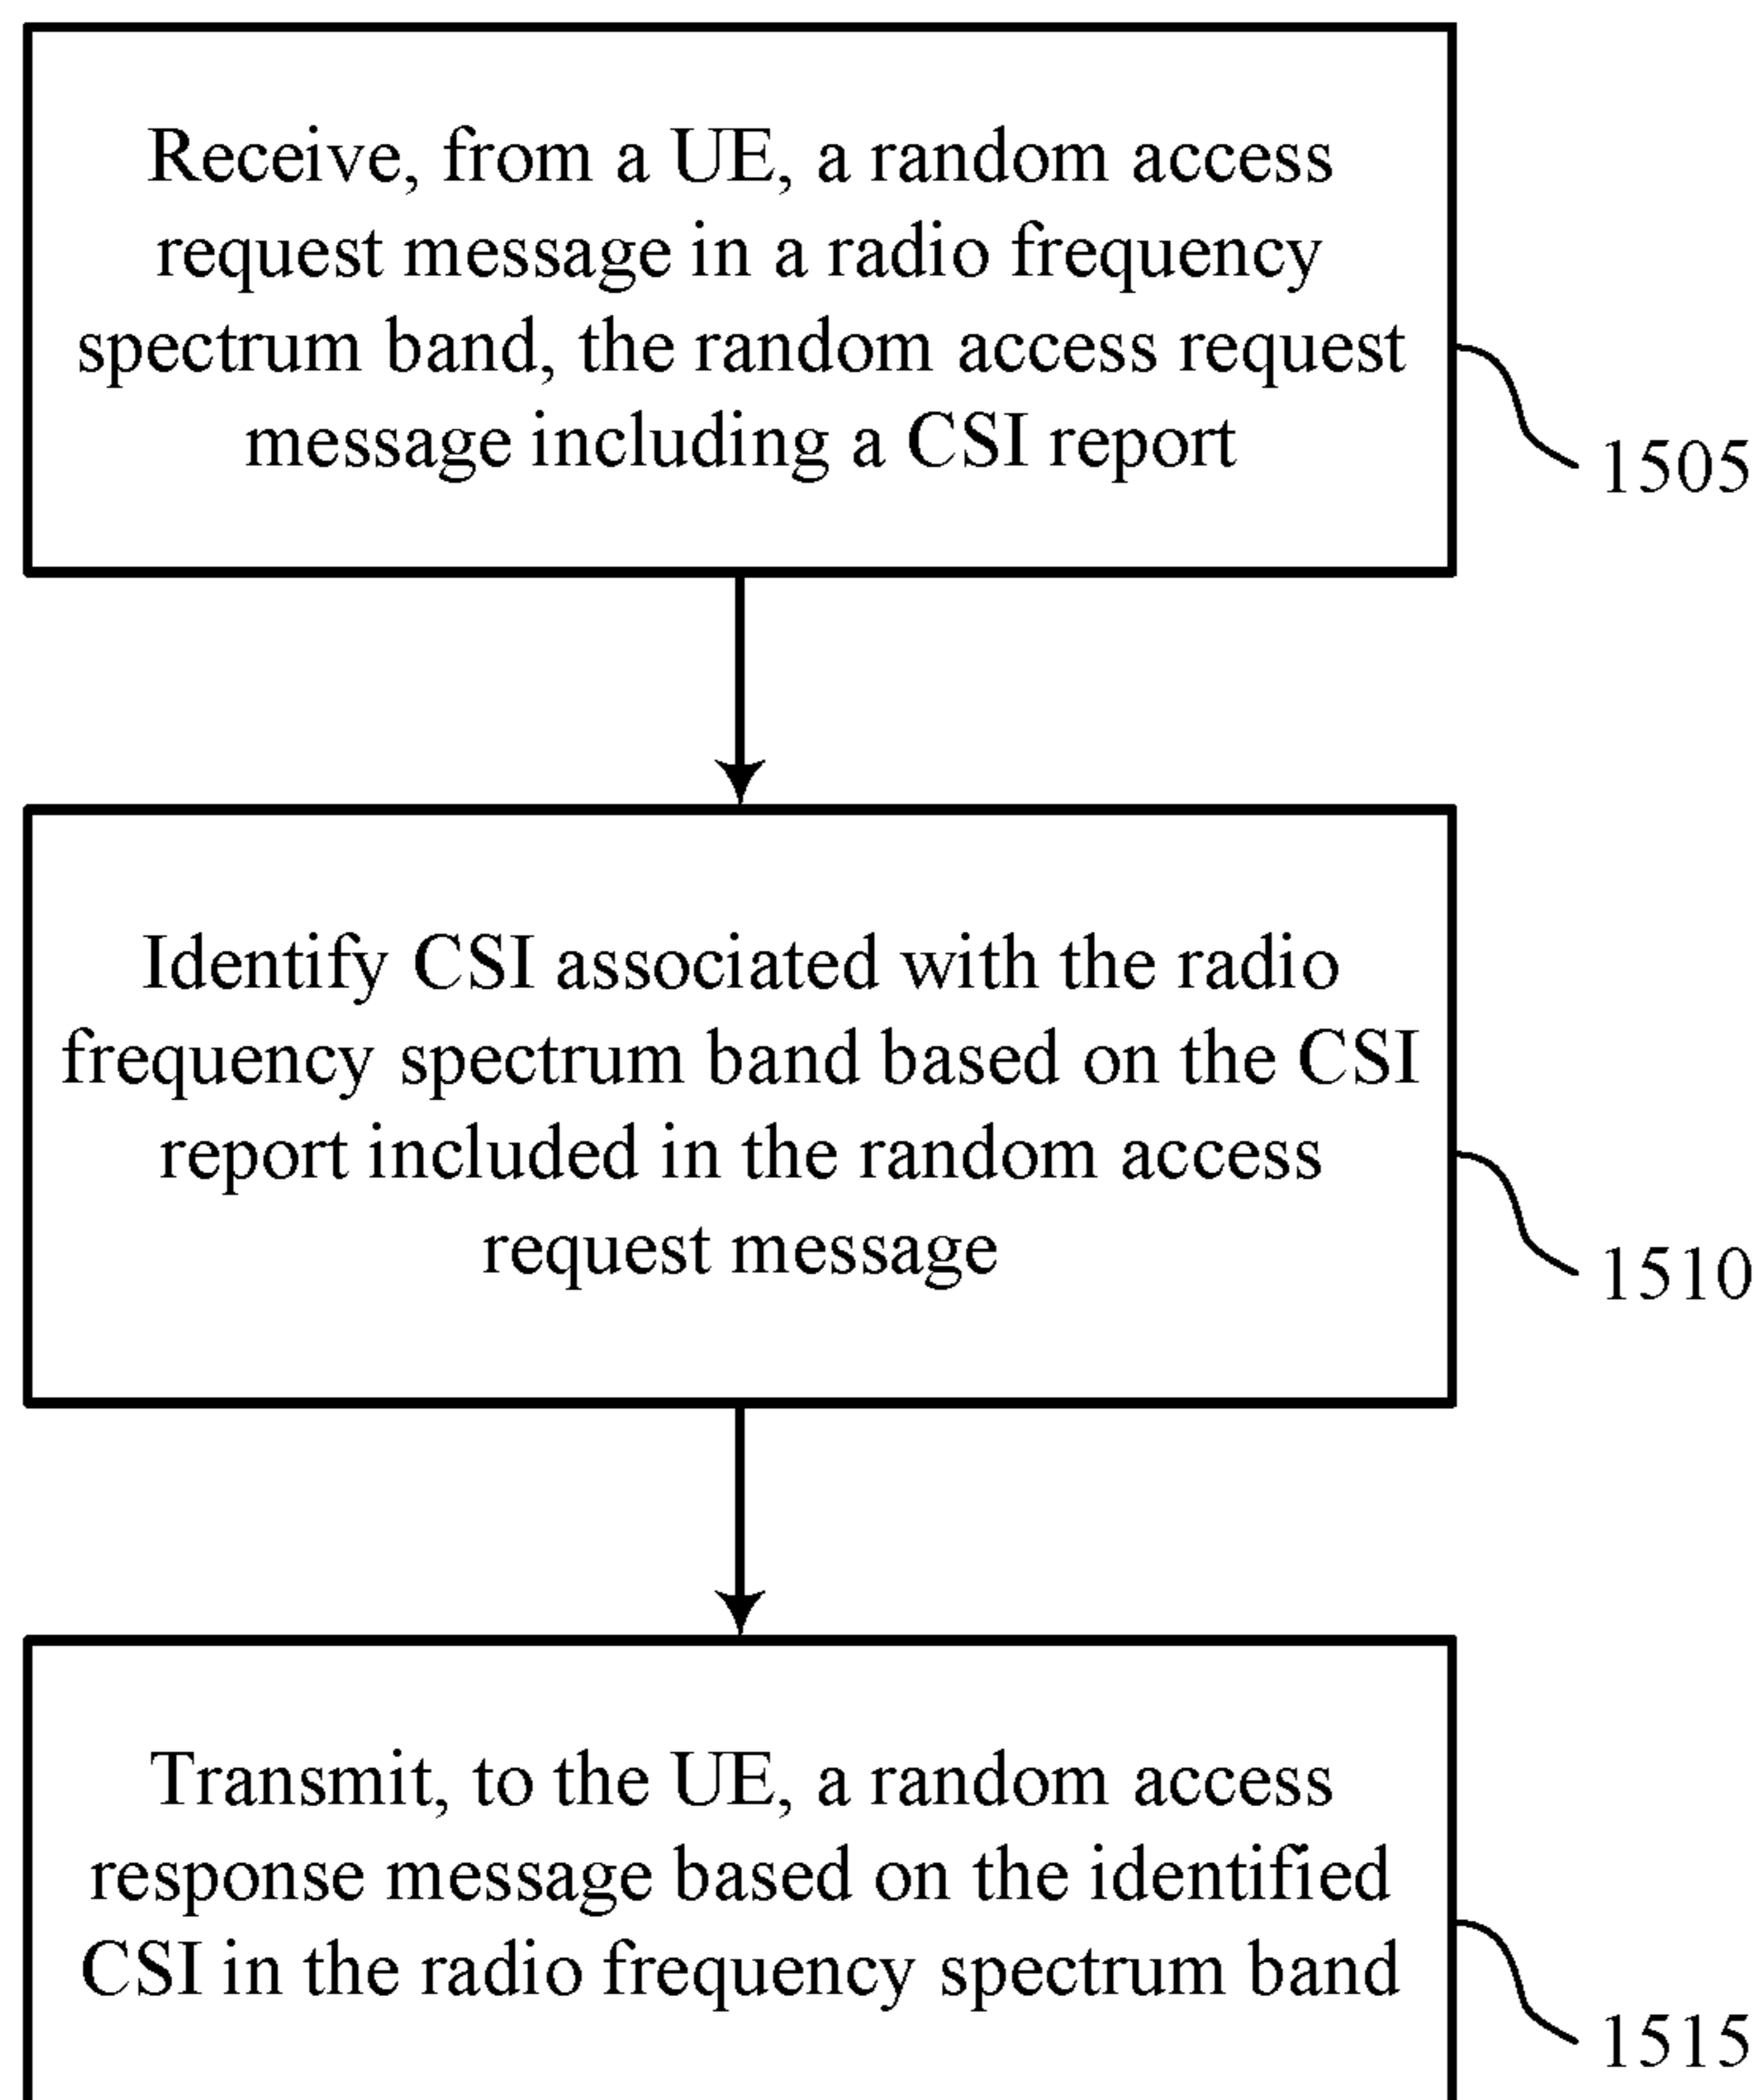 Receive, from a UE, a random access
request message in a radio frequency
spectrum band, the random access request
message including a CSI report
1505
Identify CSI associated with the radio
frequency spectrum band based on the CSI
report included in the random access
request message
1510
Transmit, to the UE, a random access
response message based on the identified
CSI in the radio frequency spectrum band
1515